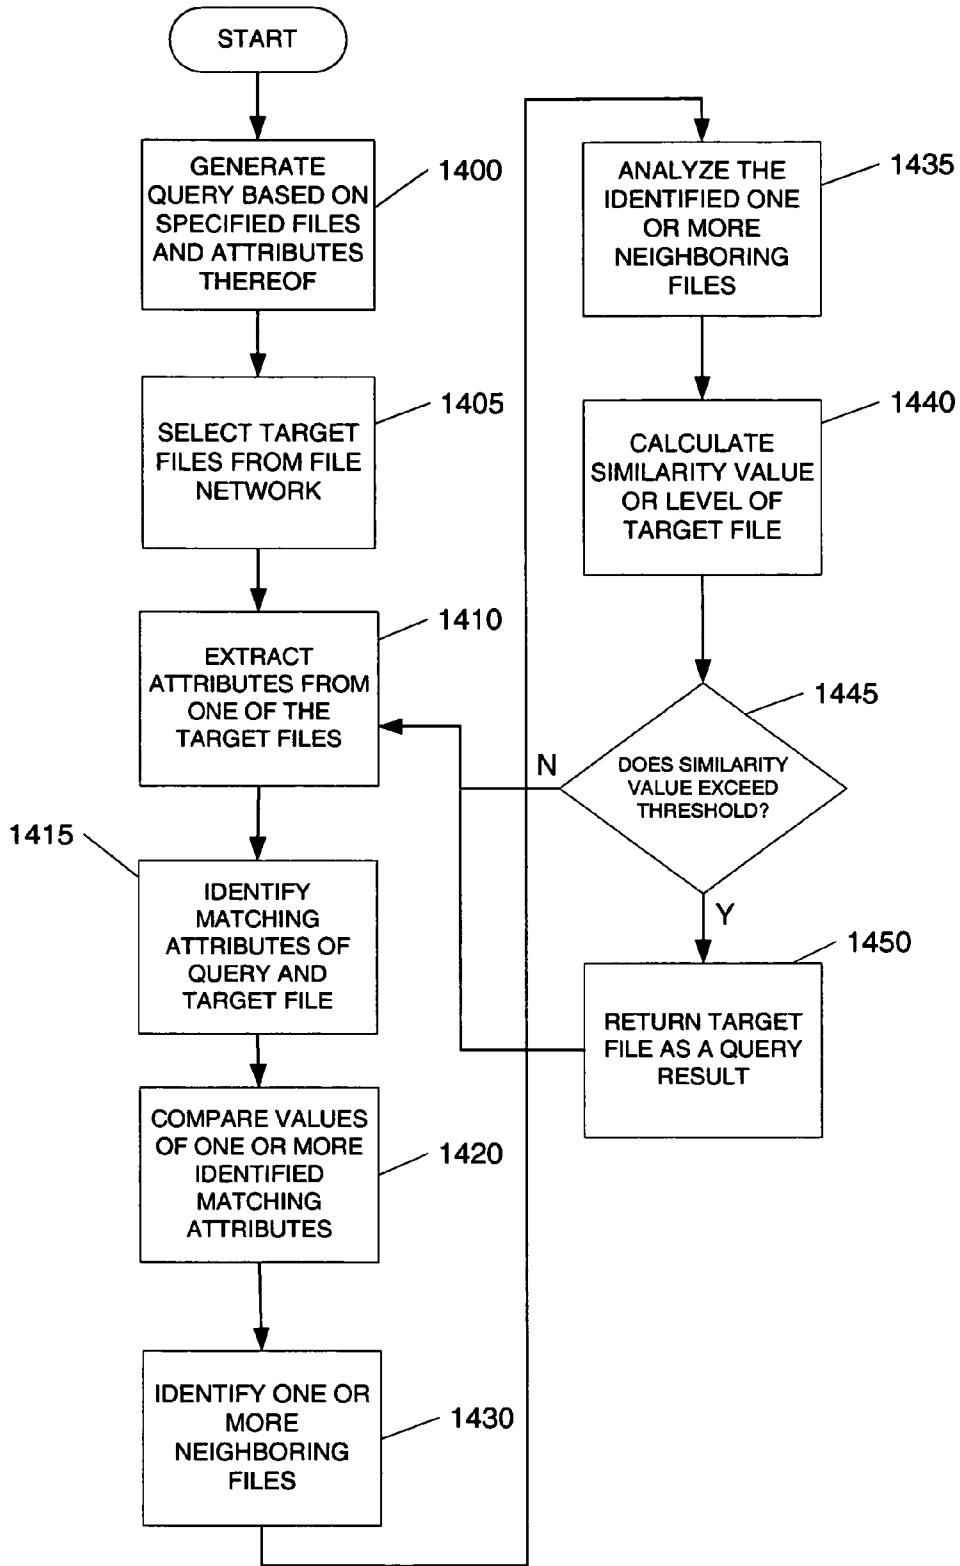 START
GENERATE
QUERY BASED ON
SPECIFIED FILES
AND ATTRIBUTES
THEREOF
1400
SELECT TARGET
FILES FROM FILE
NETWORK
1405
EXTRACT
ATTRIBUTES FROM
ONE OF THE
TARGET FILES
1410
IDENTIFY
MATCHING
ATTRIBUTES OF
QUERY AND
TARGET FILE
1415
COMPARE VALUES
OF ONE OR MORE
IDENTIFIED
MATCHING
ATTRIBUTES
1420
IDENTIFY ONE OR
MORE
NEIGHBORING
FILES
1430
ANALYZE THE
IDENTIFIED ONE
OR MORE
NEIGHBORING
FILES
1435
CALCULATE
SIMILARITY VALUE
OR LEVEL OF
TARGET FILE
1440
DOES SIMILARITY
VALUE EXCEED
THRESHOLD?
1445
N
Y
RETURN TARGET
FILE AS A QUERY
RESULT
1450